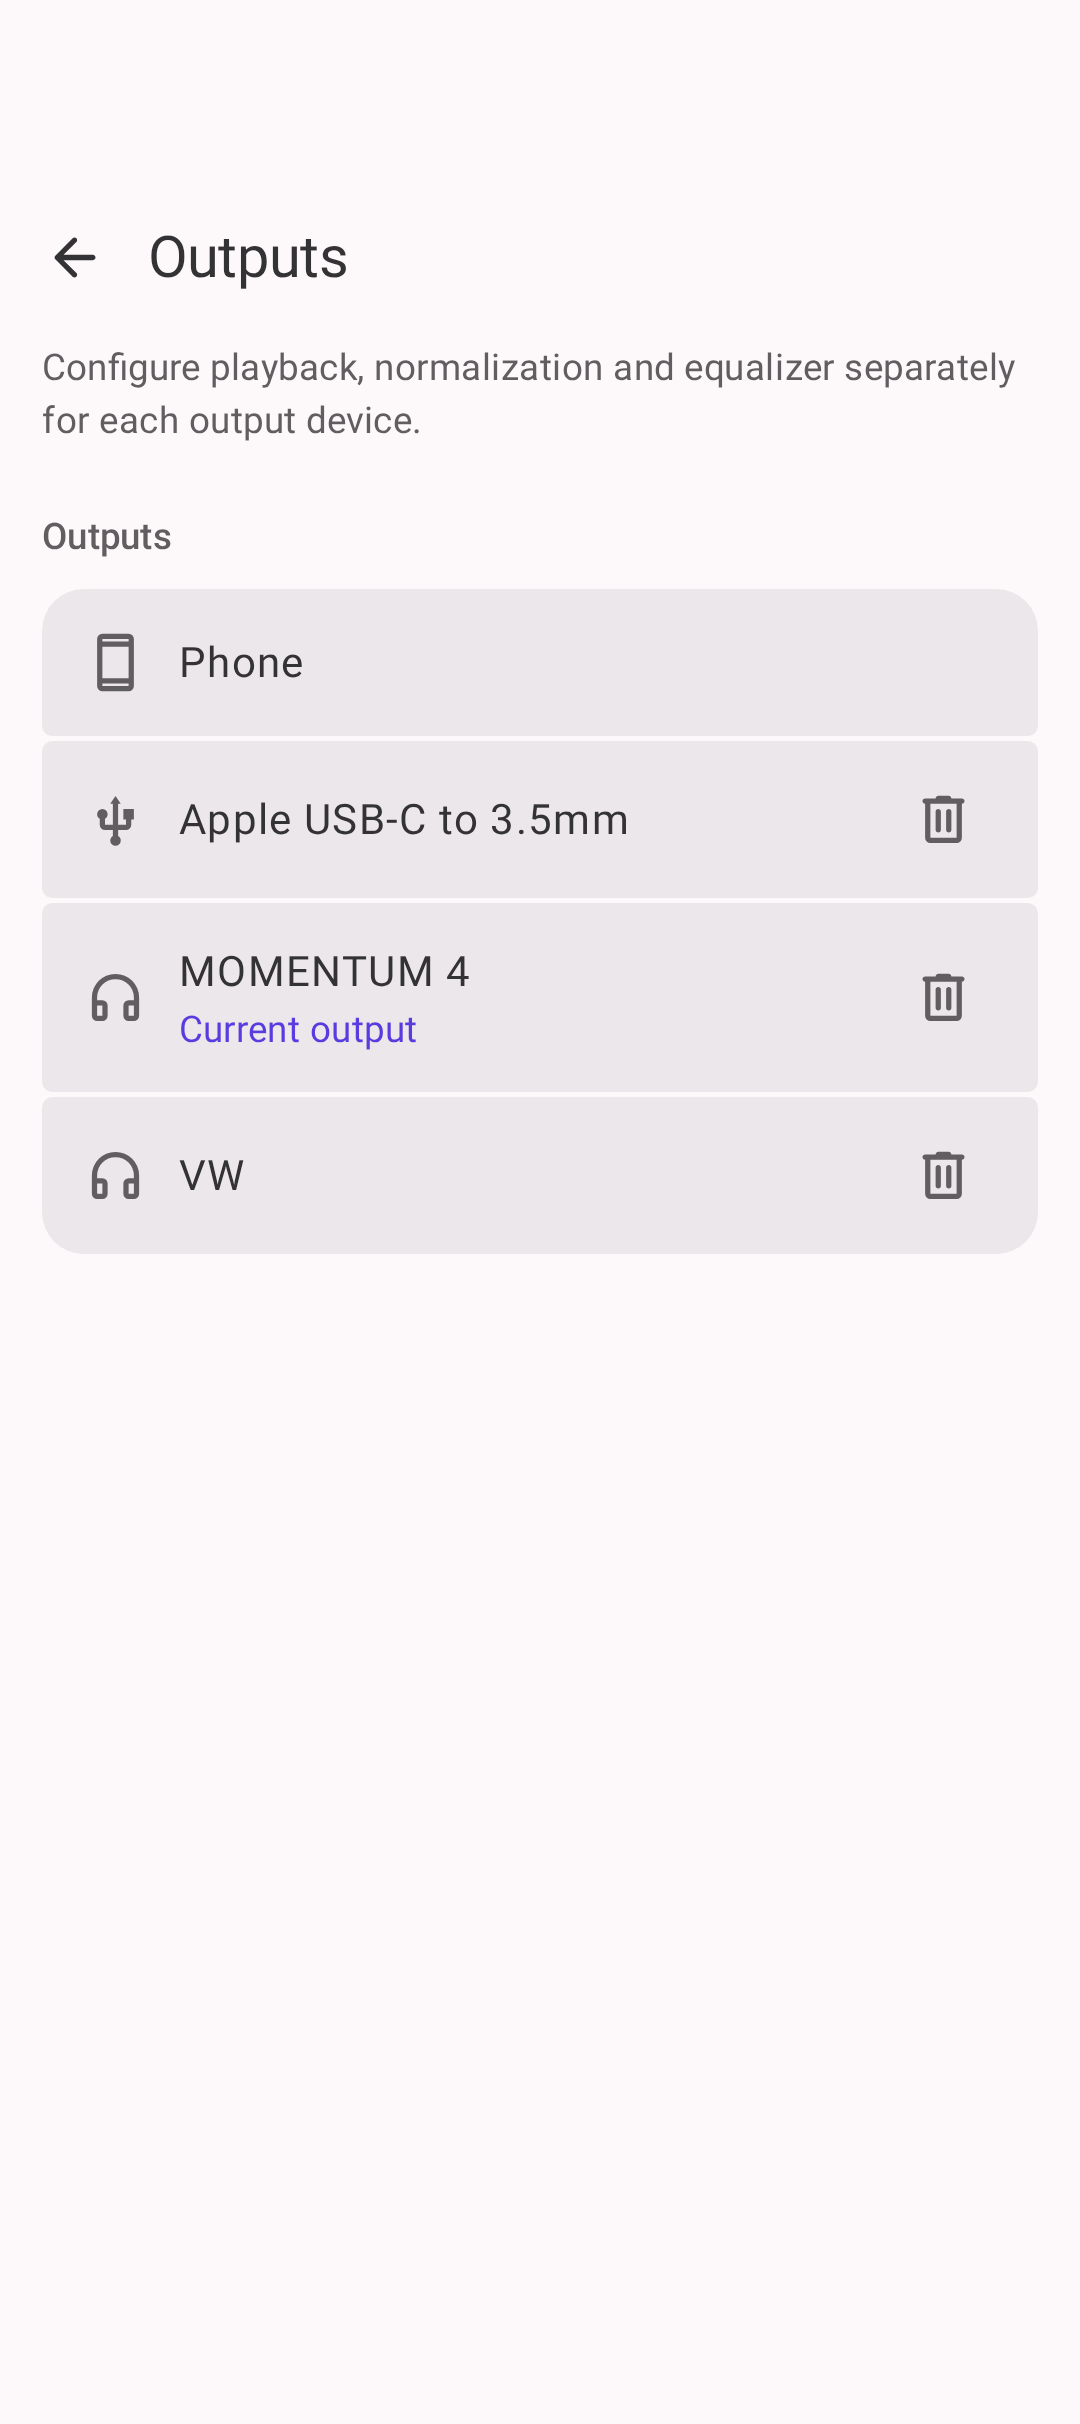 Outputs
Configure playback, normalization and equalizer separately
for each output device.
Outputs
Phone
Apple USB-C to 3.5mm
MOMENTUM 4
Current output
VW